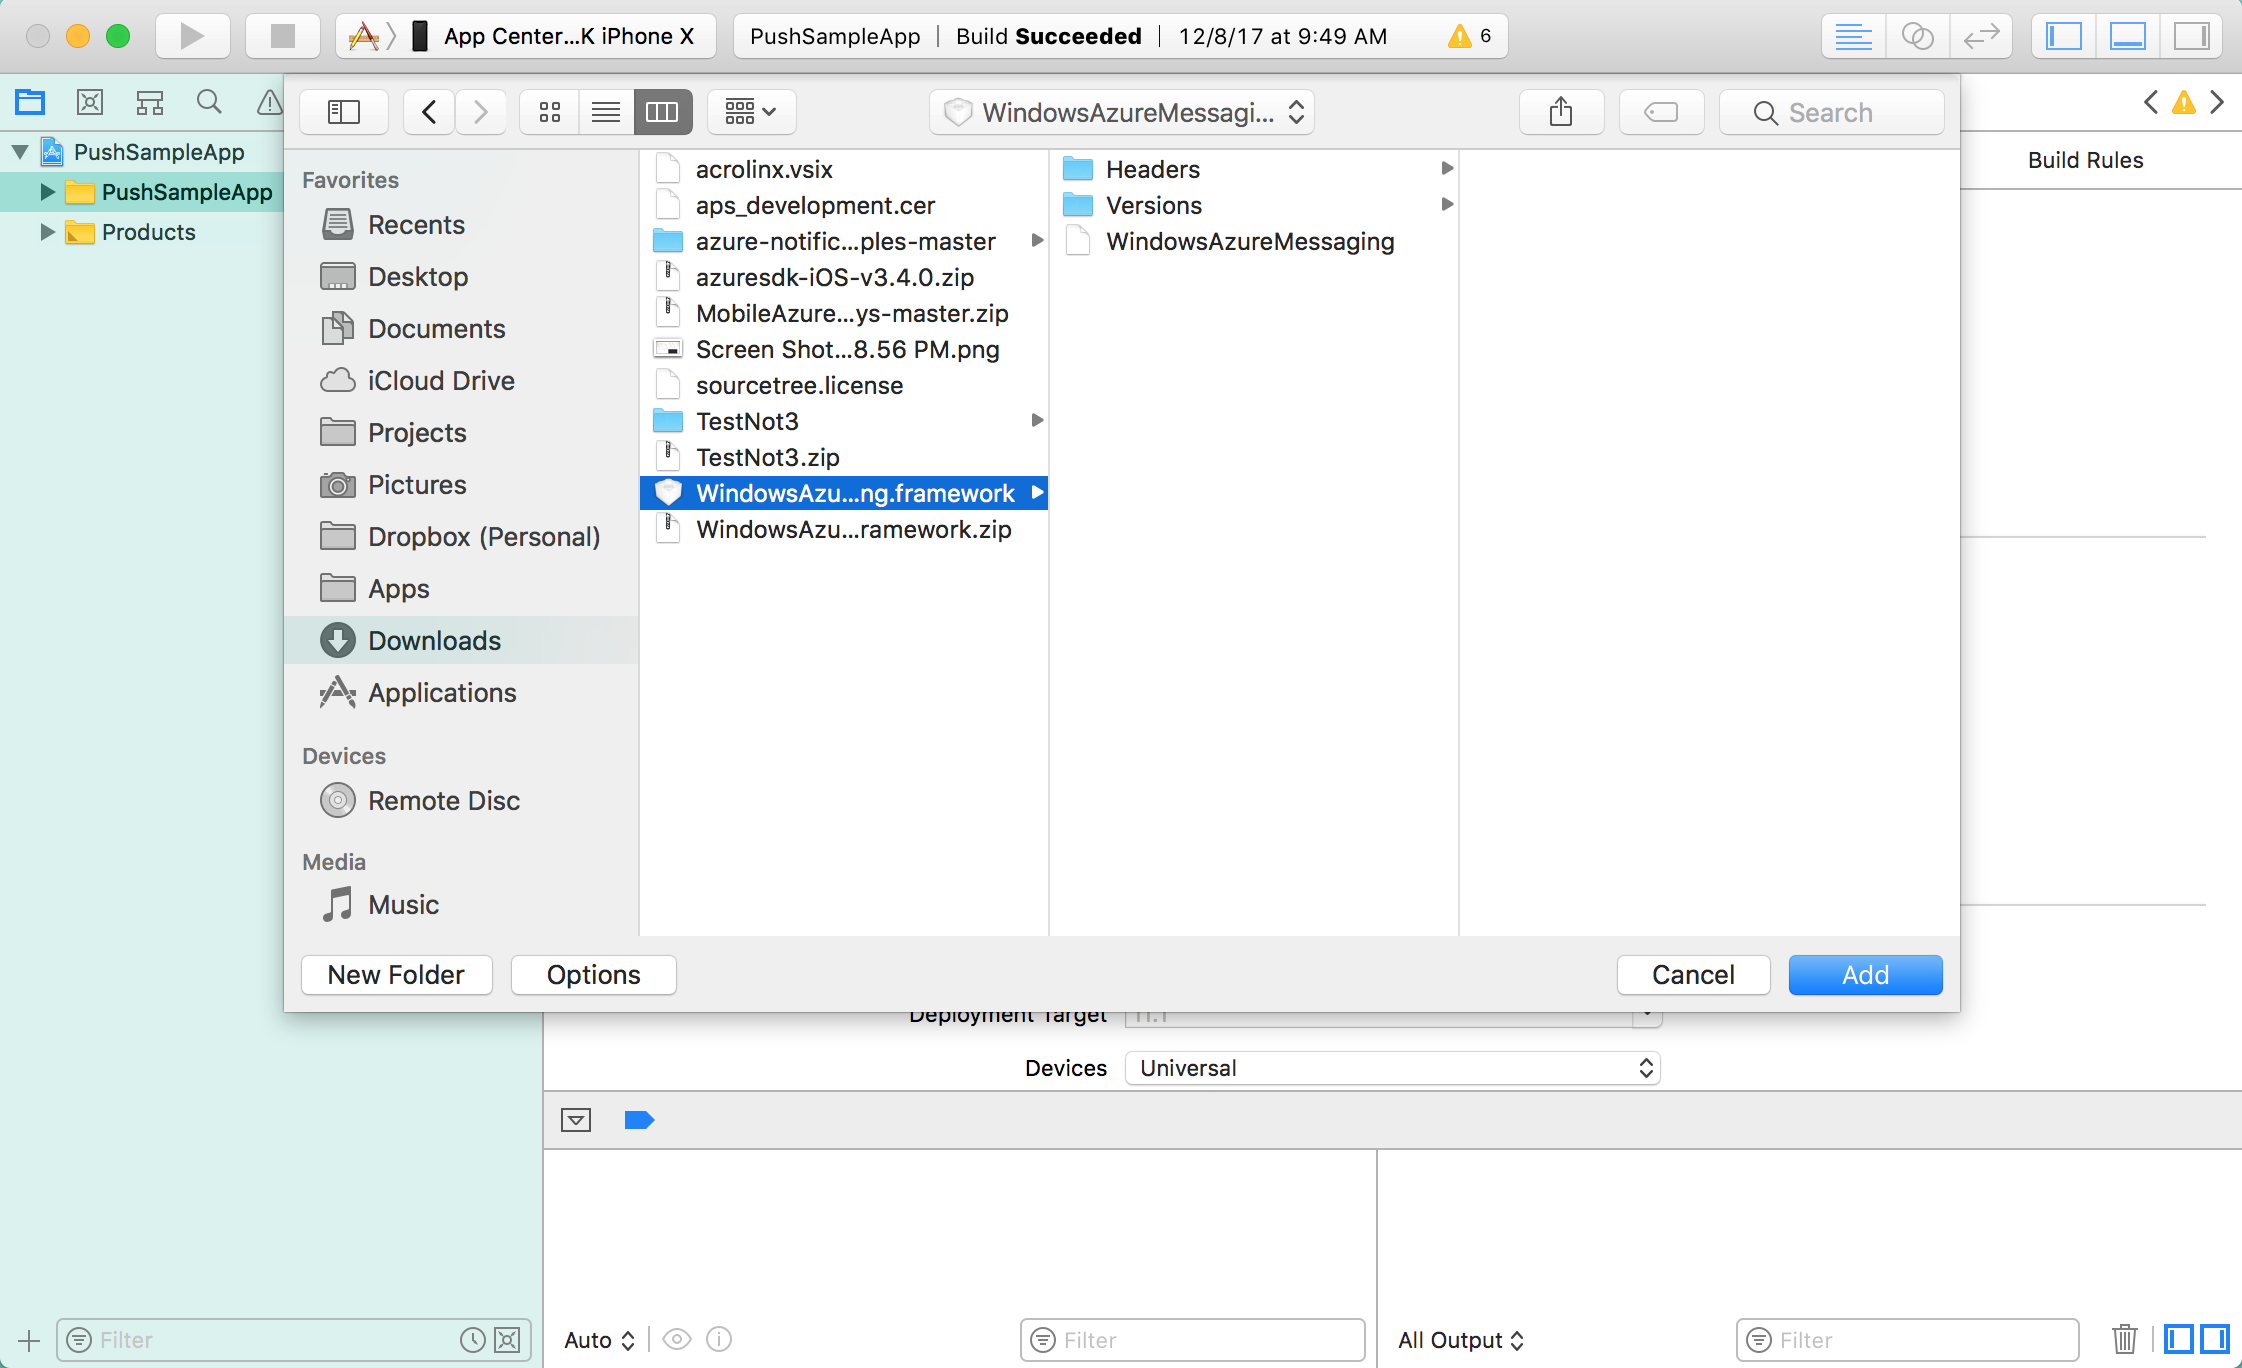 App Center...K iPhone X
PushSampleApp | Build Succeeded | 12/8/17 at 9:49 AM
6
WindowsAzureMessagi...
Search
PushSampleApp
PushSampleApp
Products
Build Rules
Favorites
Recents
Desktop
Documents
iCloud Drive
Projects
Pictures
Dropbox (Personal)
Apps
Downloads
Applications
Devices
Remote Disc
Media
Music
acrolinx.vsix
aps_development.cer
azure-notific...ples-master
azuresdk-iOS-v3.4.0.zip
MobileAzure...ys-master.zip
Screen Shot...8.56 PM.png
sourcetree.license
TestNot3
TestNot3.zip
WindowsAzu...ng.framework
WindowsAzu...ramework.zip
Headers
Versions
WindowsAzureMessaging
New Folder
Options
Cancel
Add
Deployment Target
11.1
Devices
Universal
Filter
Auto
Filter
All Output
Filter